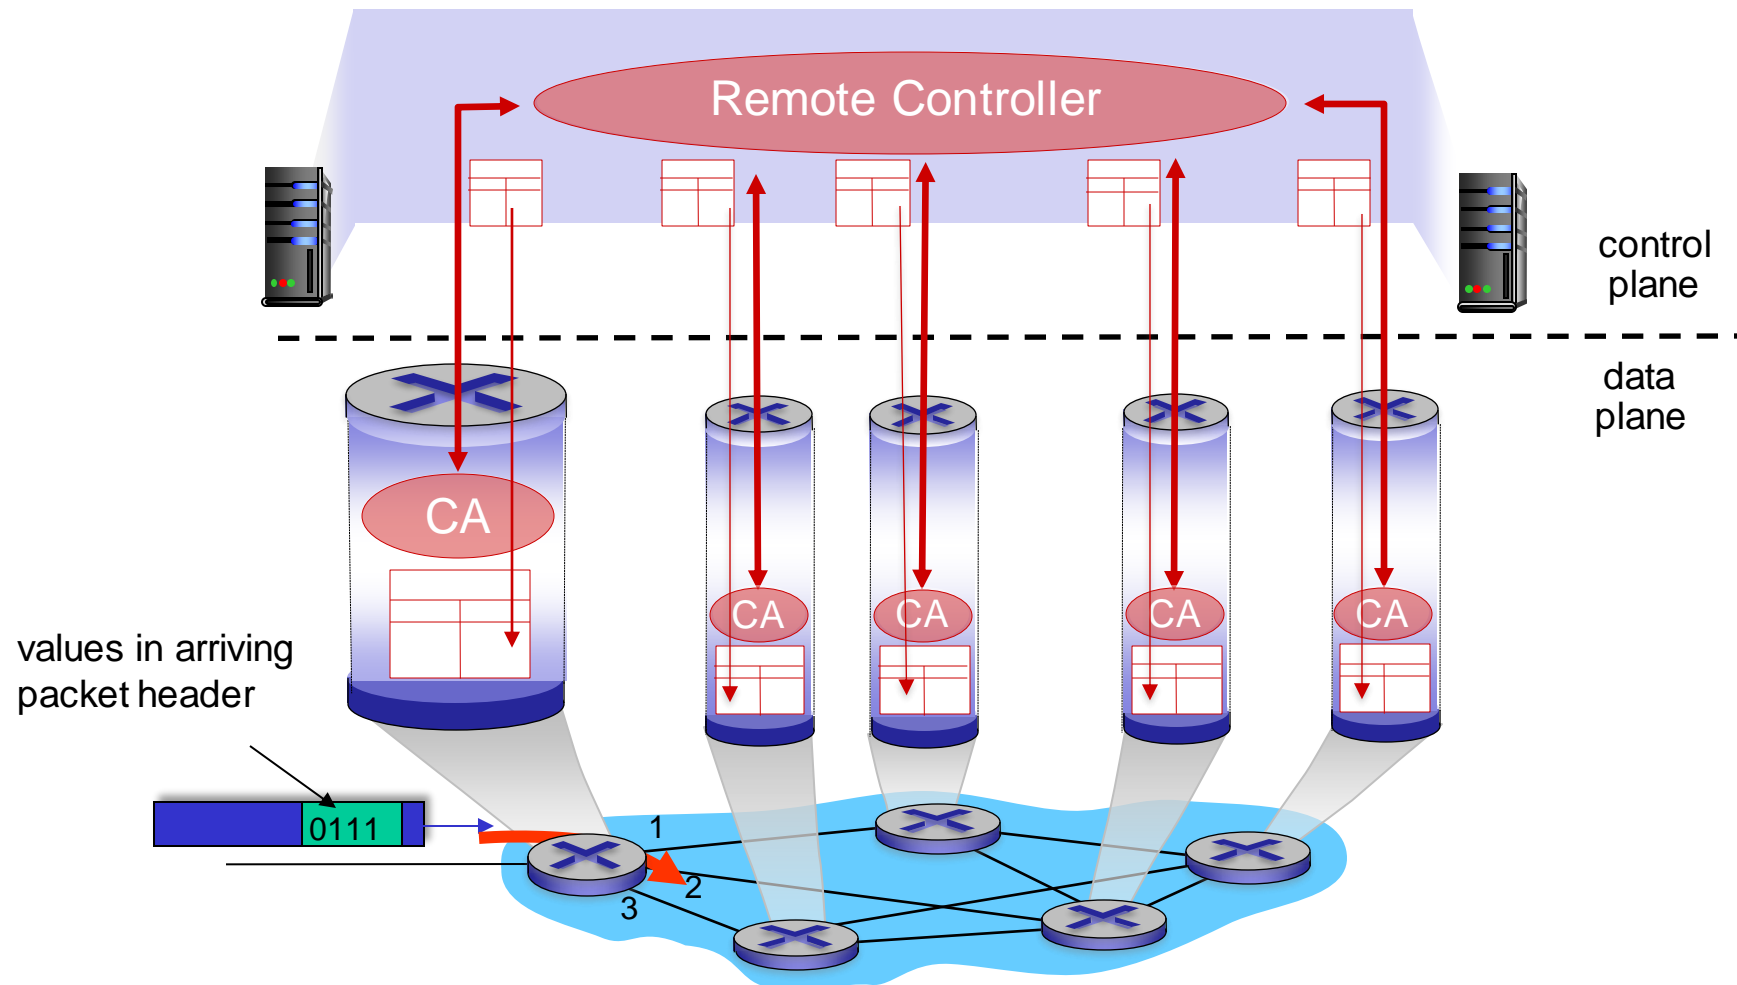 Remote Controller
control
plane
data
plane
CA
CA
CA
CA
CA
values in arriving
packet header
0111
1
2
3